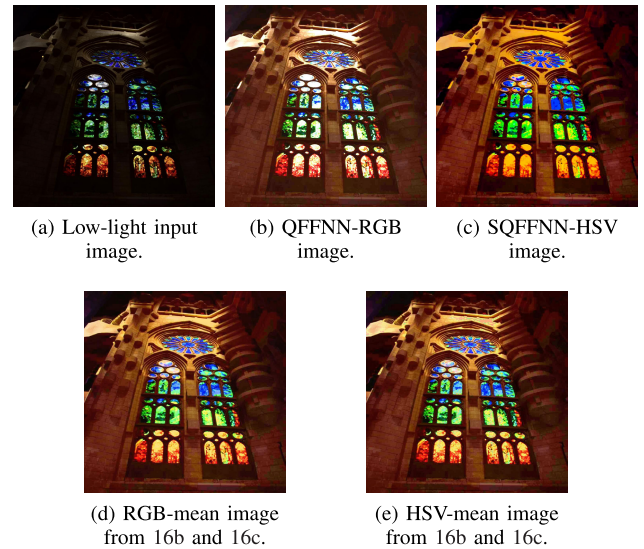 (a) Low-light input
image.
(b) QFFNN-RGB
image.
(c) SQFFNN-HSV
image.
(d) RGB-mean image
from 16b and 16c.
(e) HSV-mean image
from 16b and 16c.